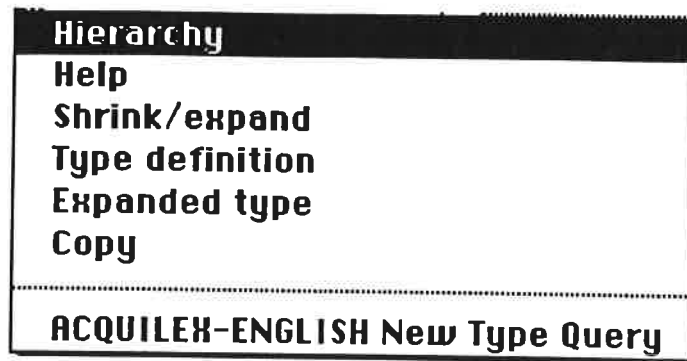 Hierarchy
Help
Shrink/expand
Type definition
Expanded type
Copy
ACQUILEX-ENGLISH New Type Query